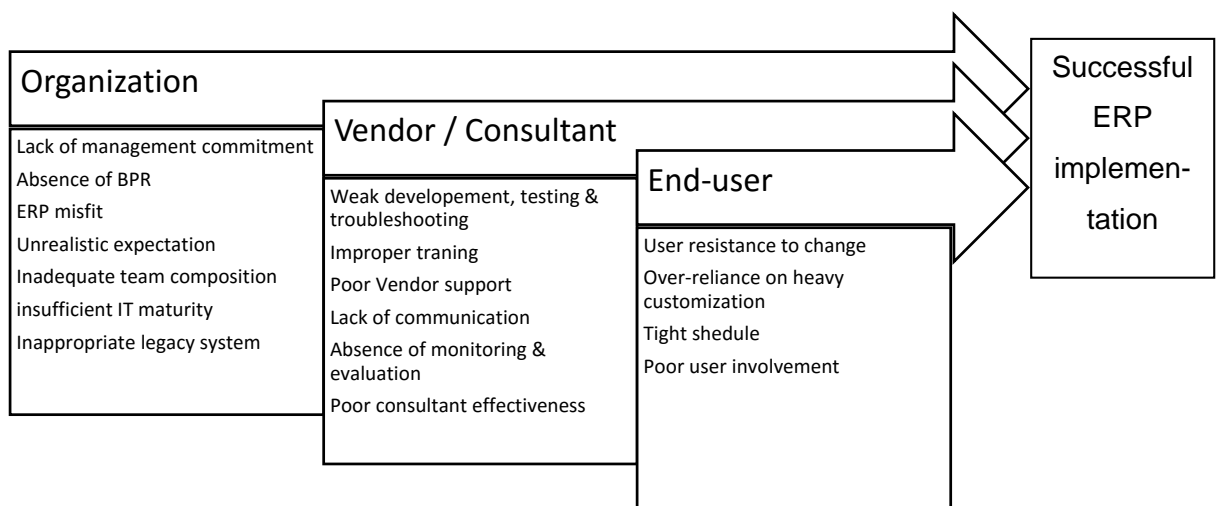 Organization
Lack of management commitment
Absence of BPR
ERP misfit
Unrealistic expectation
Inadequate team composition
insufficient IT maturity
Inappropriate legacy system
Vendor / Consultant
Weak developement, testing &
troubleshooting
Improper traning
Poor Vendor support
Lack of communication
Absence of monitoring &
evaluation
Poor consultant effectiveness
End-user
User resistance to change
Over-reliance on heavy
customization
Tight shedule
Poor user involvement
Successful
ERP
implemen-
tation